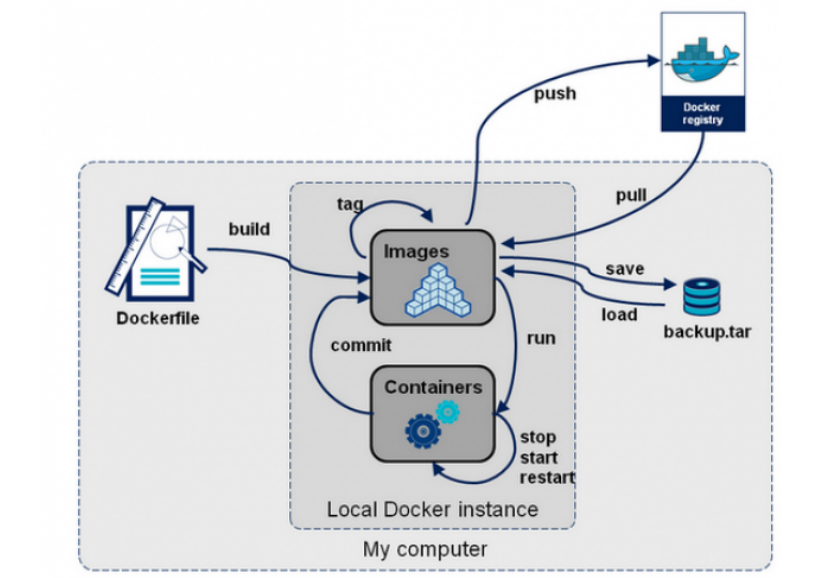 push
Docker
registry
pull
tag
build
Images
save
load
Dockerfile
backup.tar
commit
run
Containers
stop
start
restart
Local Docker instance
My computer